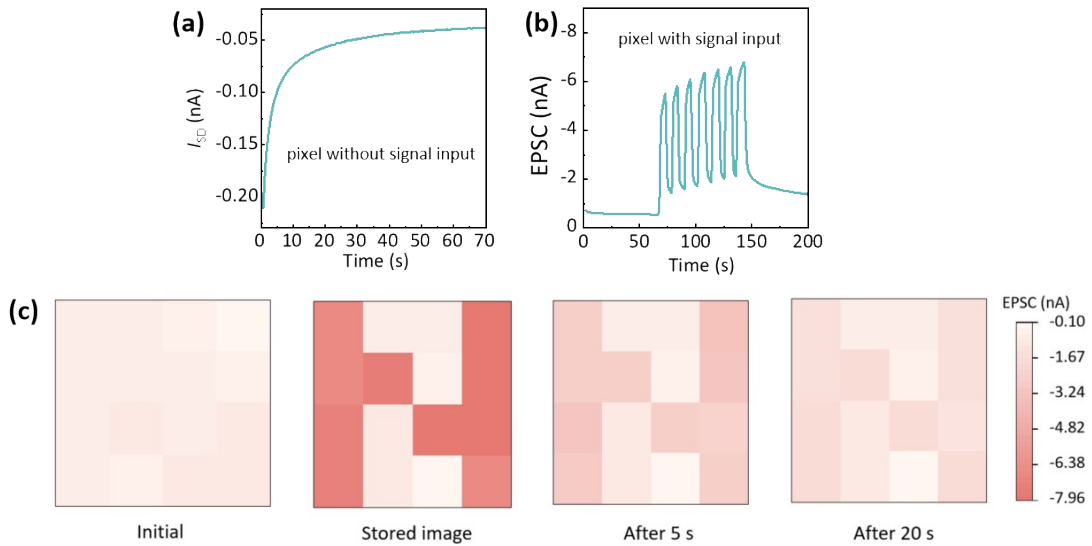 (a)
-0.05
-0.10
-0.15
-0.20
I_SD (nA)
pixel without signal input
0 10 20 30 40 50 60 70
Time (s)
(b)
-8
-6
-4
-2
0
EPSC (nA)
pixel with signal input
0 50 100 150 200
Time (s)
(c)
Initial
Stored image
After 5 s
After 20 s
EPSC (nA)
-0.10
-1.67
-3.24
-4.82
-6.38
-7.96